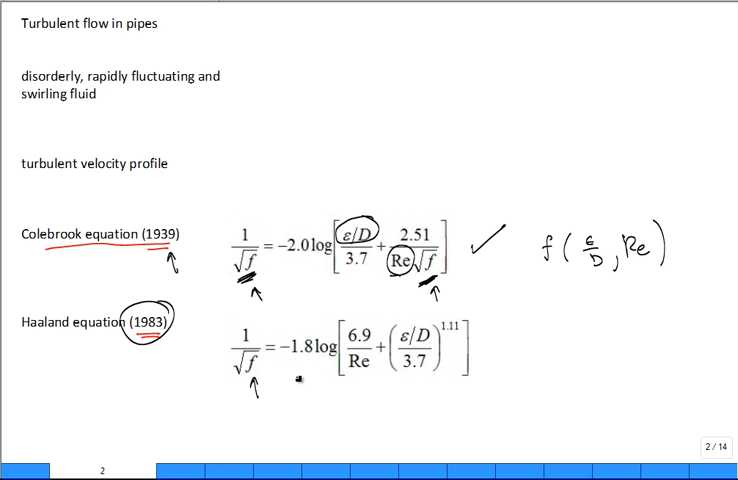 Turbulent flow in pipes
disorderly, rapidly fluctuating and
swirling fluid
turbulent velocity profile
Colebrook equation (1939)
1/√f = −2.0log[ε/D/3.7 + 2.51/Re√f]
f(ε/D, Re)
Haaland equation (1983)
1/√f = −1.8log[6.9/Re + (ε/D/3.7)^1.11]
2 / 14
2